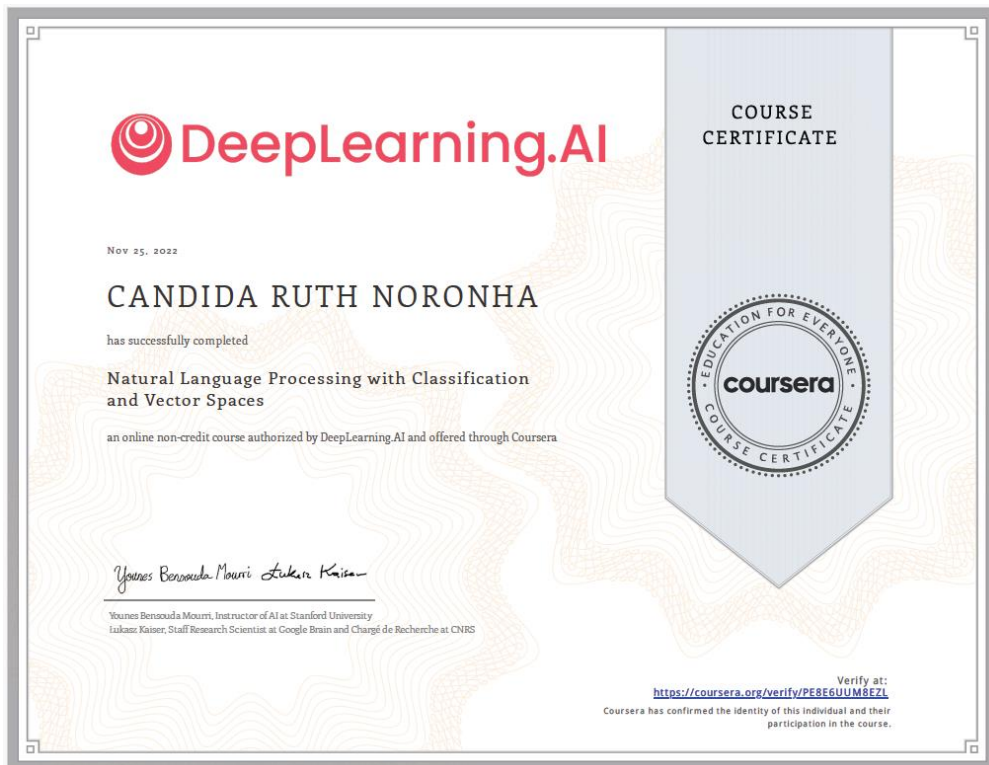 DeepLearning.AI
COURSE
CERTIFICATE
Nov 25, 2022
CANDIDA RUTH NORONHA
has successfully completed
Natural Language Processing with Classification
and Vector Spaces
an online non-credit course authorized by DeepLearning.AI and offered through Coursera
EDUCATION FOR EVERYONE
coursera
COURSE CERTIFICATE
Younes Bensouda Mourri Łukasz Kaiser
Younes Bensouda Mourri, Instructor of AI at Stanford University
Łukasz Kaiser, Staff Research Scientist at Google Brain and Chargé de Recherche at CNRS
Verify at:
https://coursera.org/verify/PE8E6UUM8EZL
Coursera has confirmed the identity of this individual and their
participation in the course.